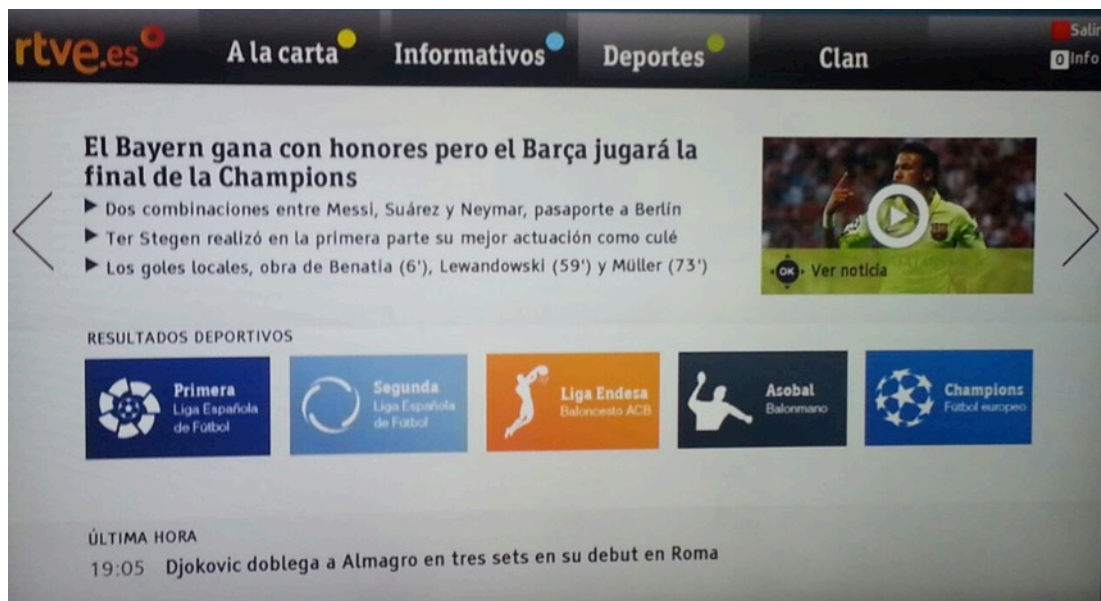 rtve.es
A la carta
Informativos
Deportes
Clan
Salir
0 Info
El Bayern gana con honores pero el Barça jugará la
final de la Champions
Dos combinaciones entre Messi, Suárez y Neymar, pasaporte a Berlín
Ter Stegen realizó en la primera parte su mejor actuación como culé
Los goles locales, obra de Benatia (6'), Lewandowski (59') y Müller (73')
OK Ver noticia
RESULTADOS DEPORTIVOS
Primera
Liga Española
de Fútbol
Segunda
Liga Española
de Fútbol
Liga Endesa
Baloncesto ACB
Asobal
Balonmano
Champions
Fútbol europeo
ÚLTIMA HORA
19:05 Djokovic doblega a Almagro en tres sets en su debut en Roma